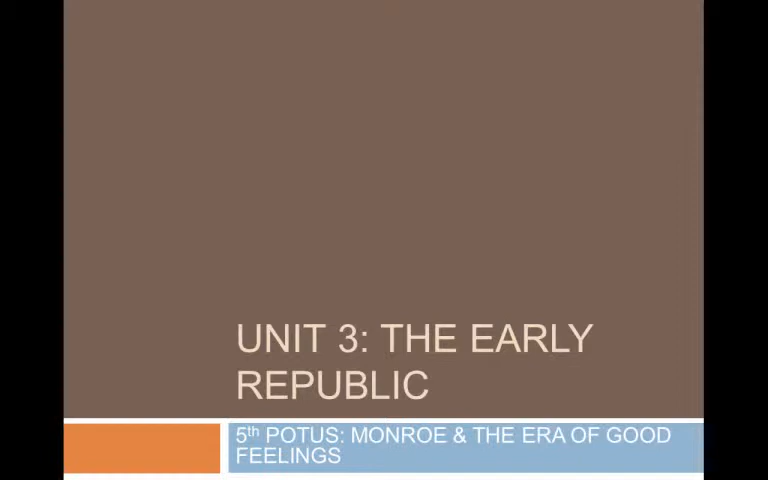 UNIT 3: THE EARLY
REPUBLIC
5th POTUS: MONROE & THE ERA OF GOOD
FEELINGS